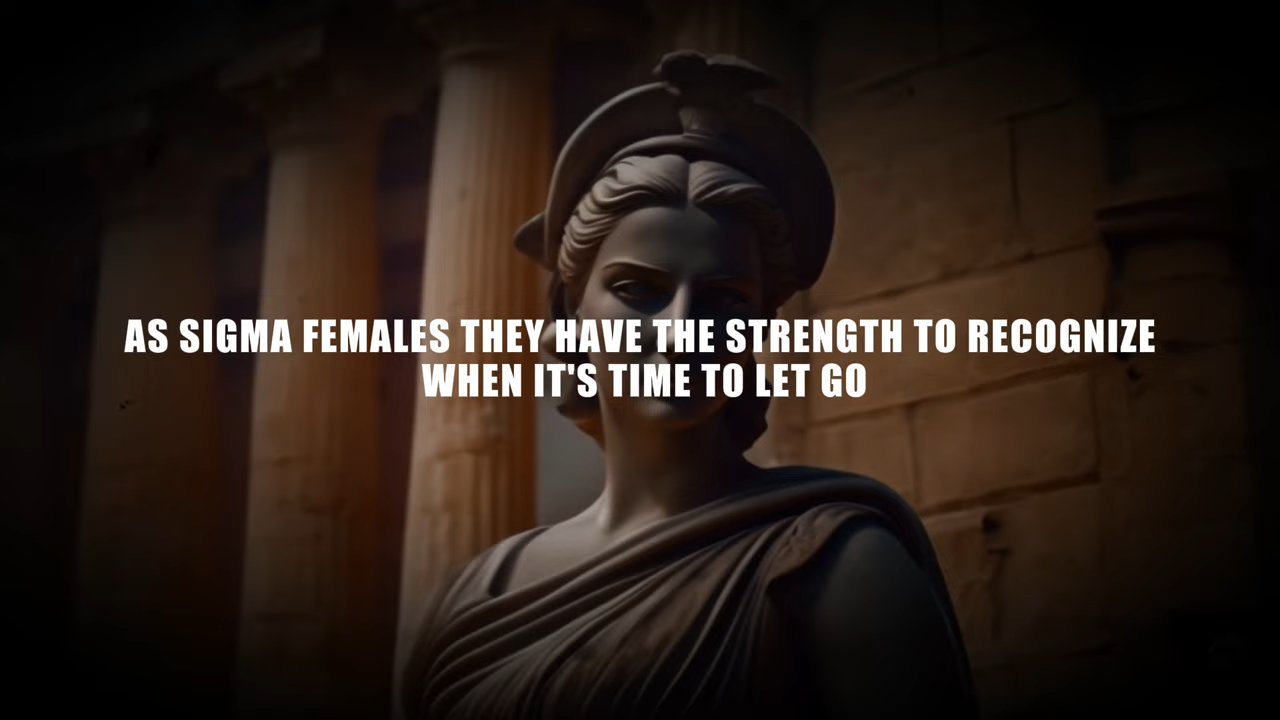 AS SIGMA FEMALES THEY HAVE THE STRENGTH TO RECOGNIZE
WHEN IT'S TIME TO LET GO